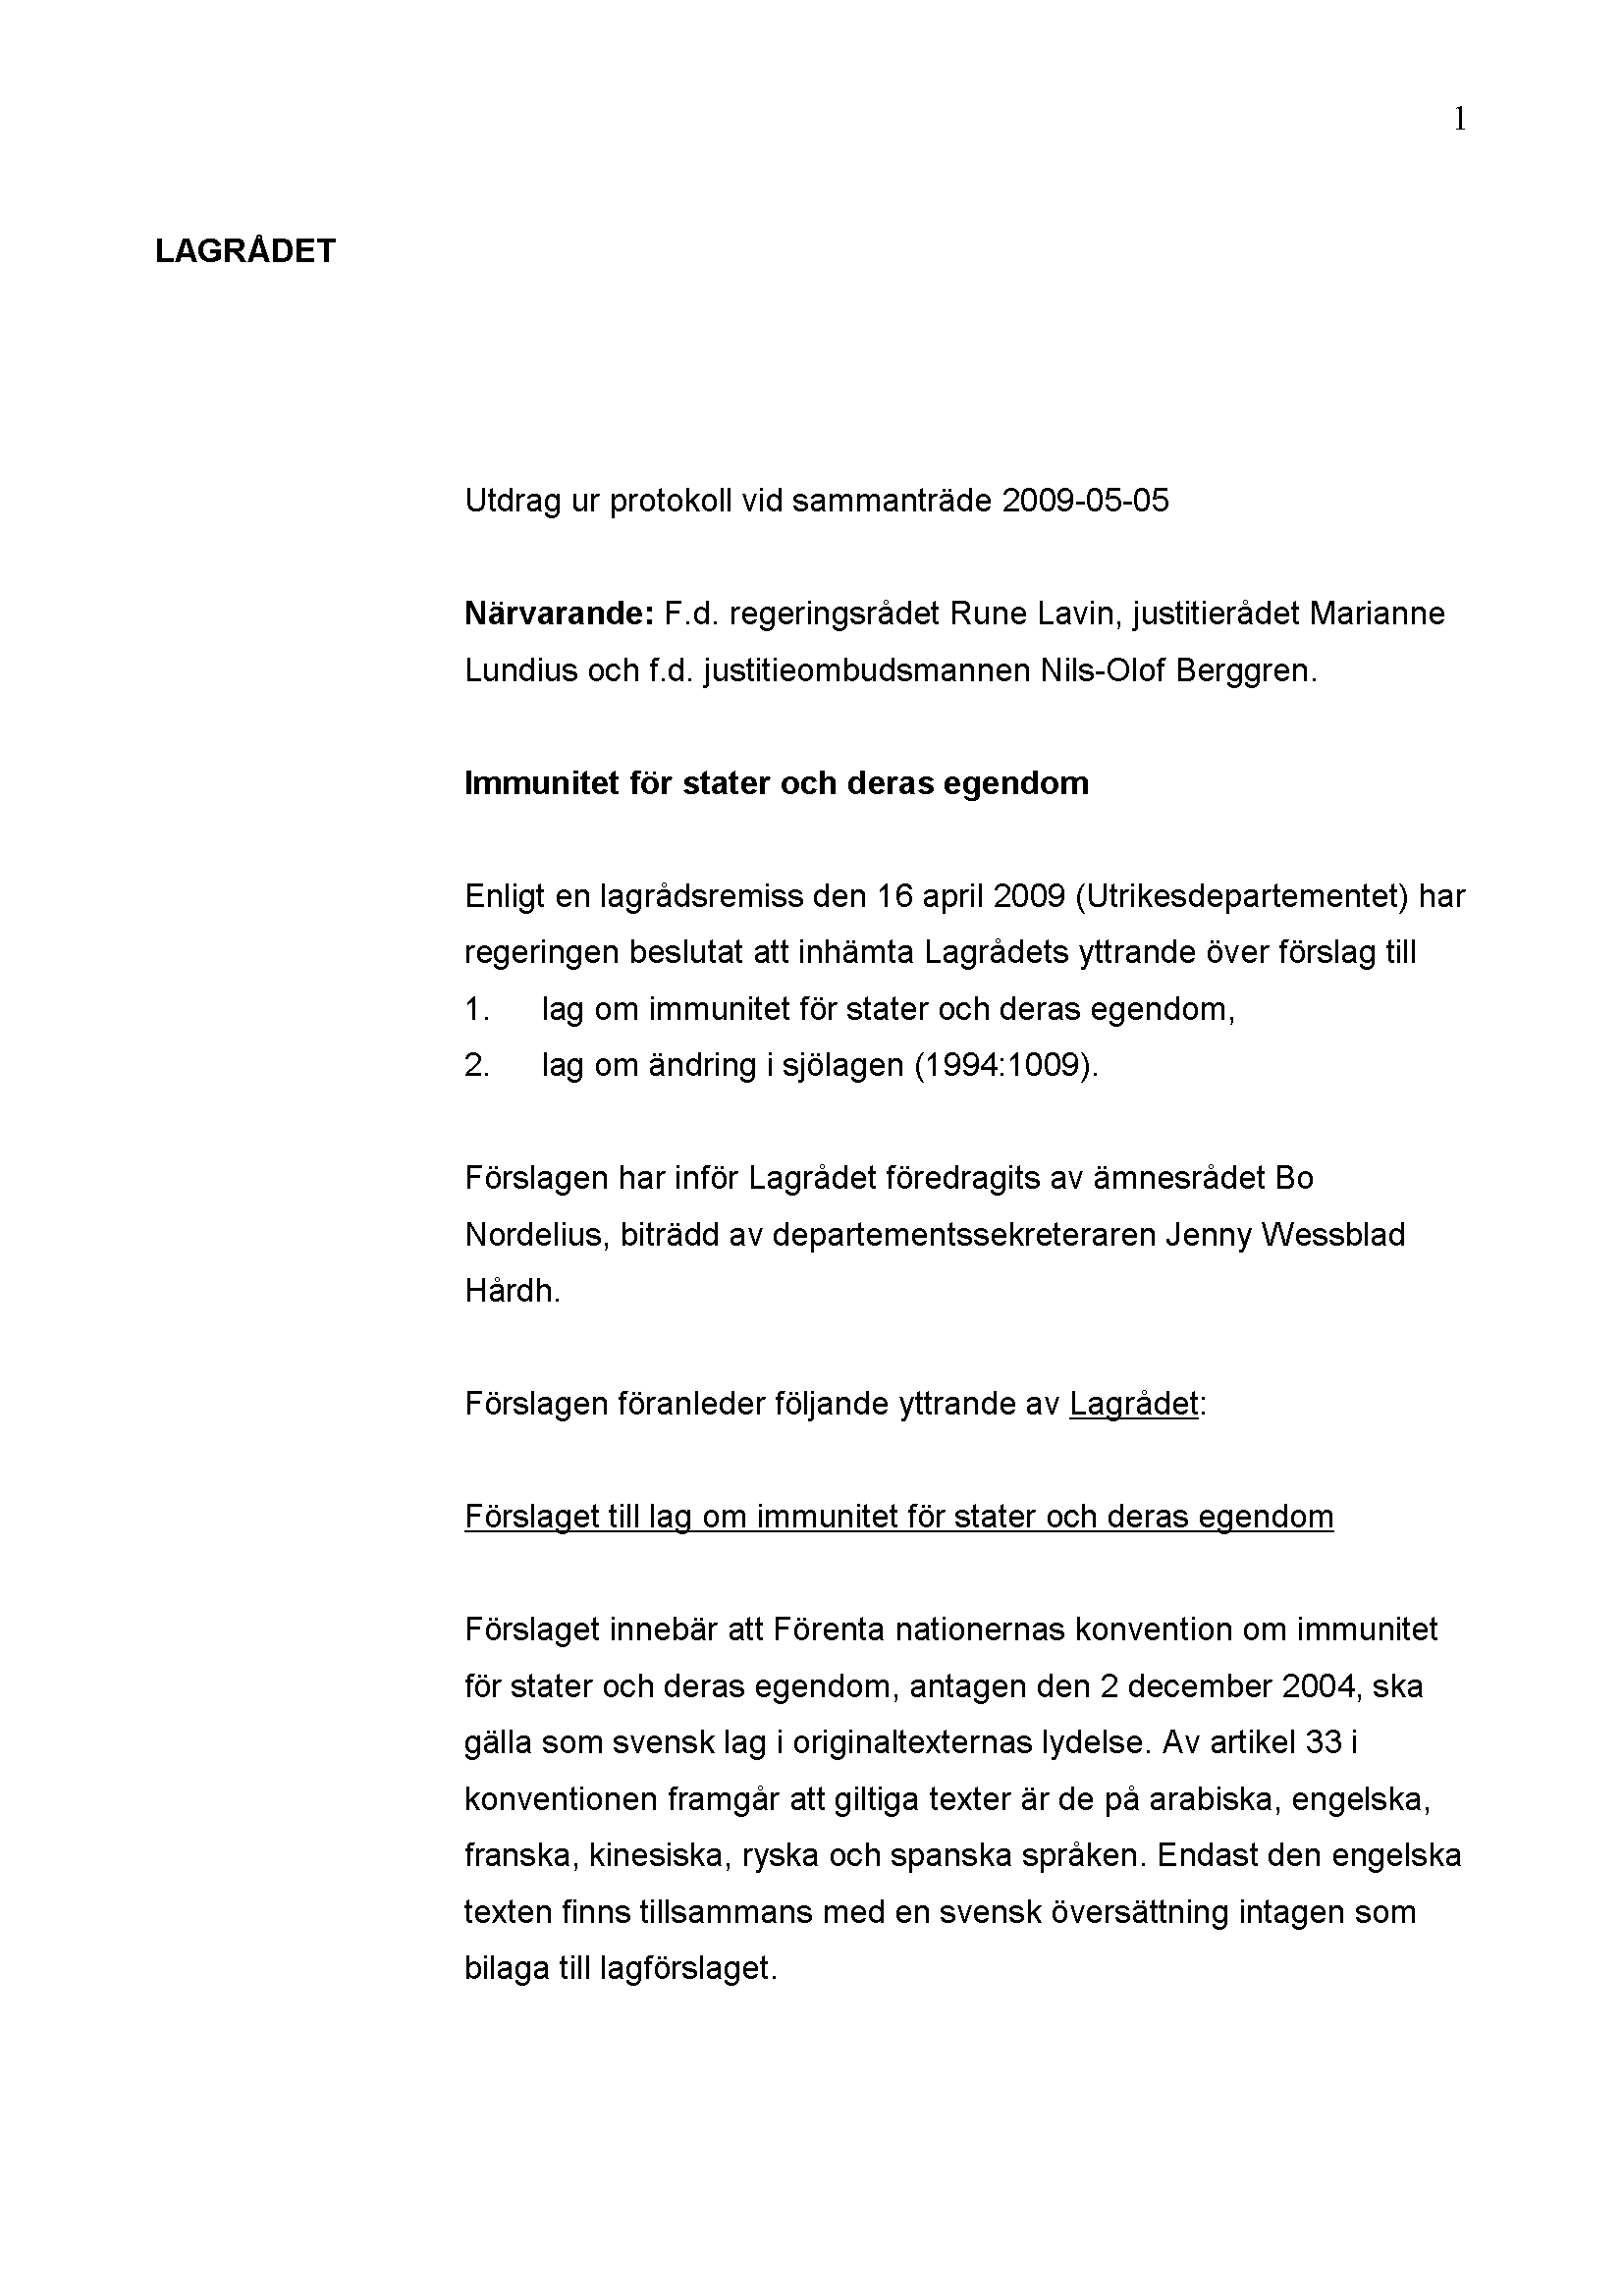 1
LAGRÅDET
Utdrag ur protokoll vid sammanträde 2009-05-05
Närvarande: F.d. regeringsrådet Rune Lavin, justitierådet Marianne
Lundius och f.d. justitieombudsmannen Nils-Olof Berggren.
Immunitet för stater och deras egendom
Enligt en lagrådsremiss den 16 april 2009 (Utrikesdepartementet) har
regeringen beslutat att inhämta Lagrådets yttrande över förslag till
1. lag om immunitet för stater och deras egendom,
2. lag om ändring i sjölagen (1994:1009).
Förslagen har inför Lagrådet föredragits av ämnesrådet Bo
Nordelius, biträdd av departementssekreteraren Jenny Wessblad
Hårdh.
Förslagen föranleder följande yttrande av Lagrådet:
Förslaget till lag om immunitet för stater och deras egendom
Förslaget innebär att Förenta nationernas konvention om immunitet
för stater och deras egendom, antagen den 2 december 2004, ska
gälla som svensk lag i originaltexternas lydelse. Av artikel 33 i
konventionen framgår att giltiga texter är de på arabiska, engelska,
franska, kinesiska, ryska och spanska språken. Endast den engelska
texten finns tillsammans med en svensk översättning intagen som
bilaga till lagförslaget.